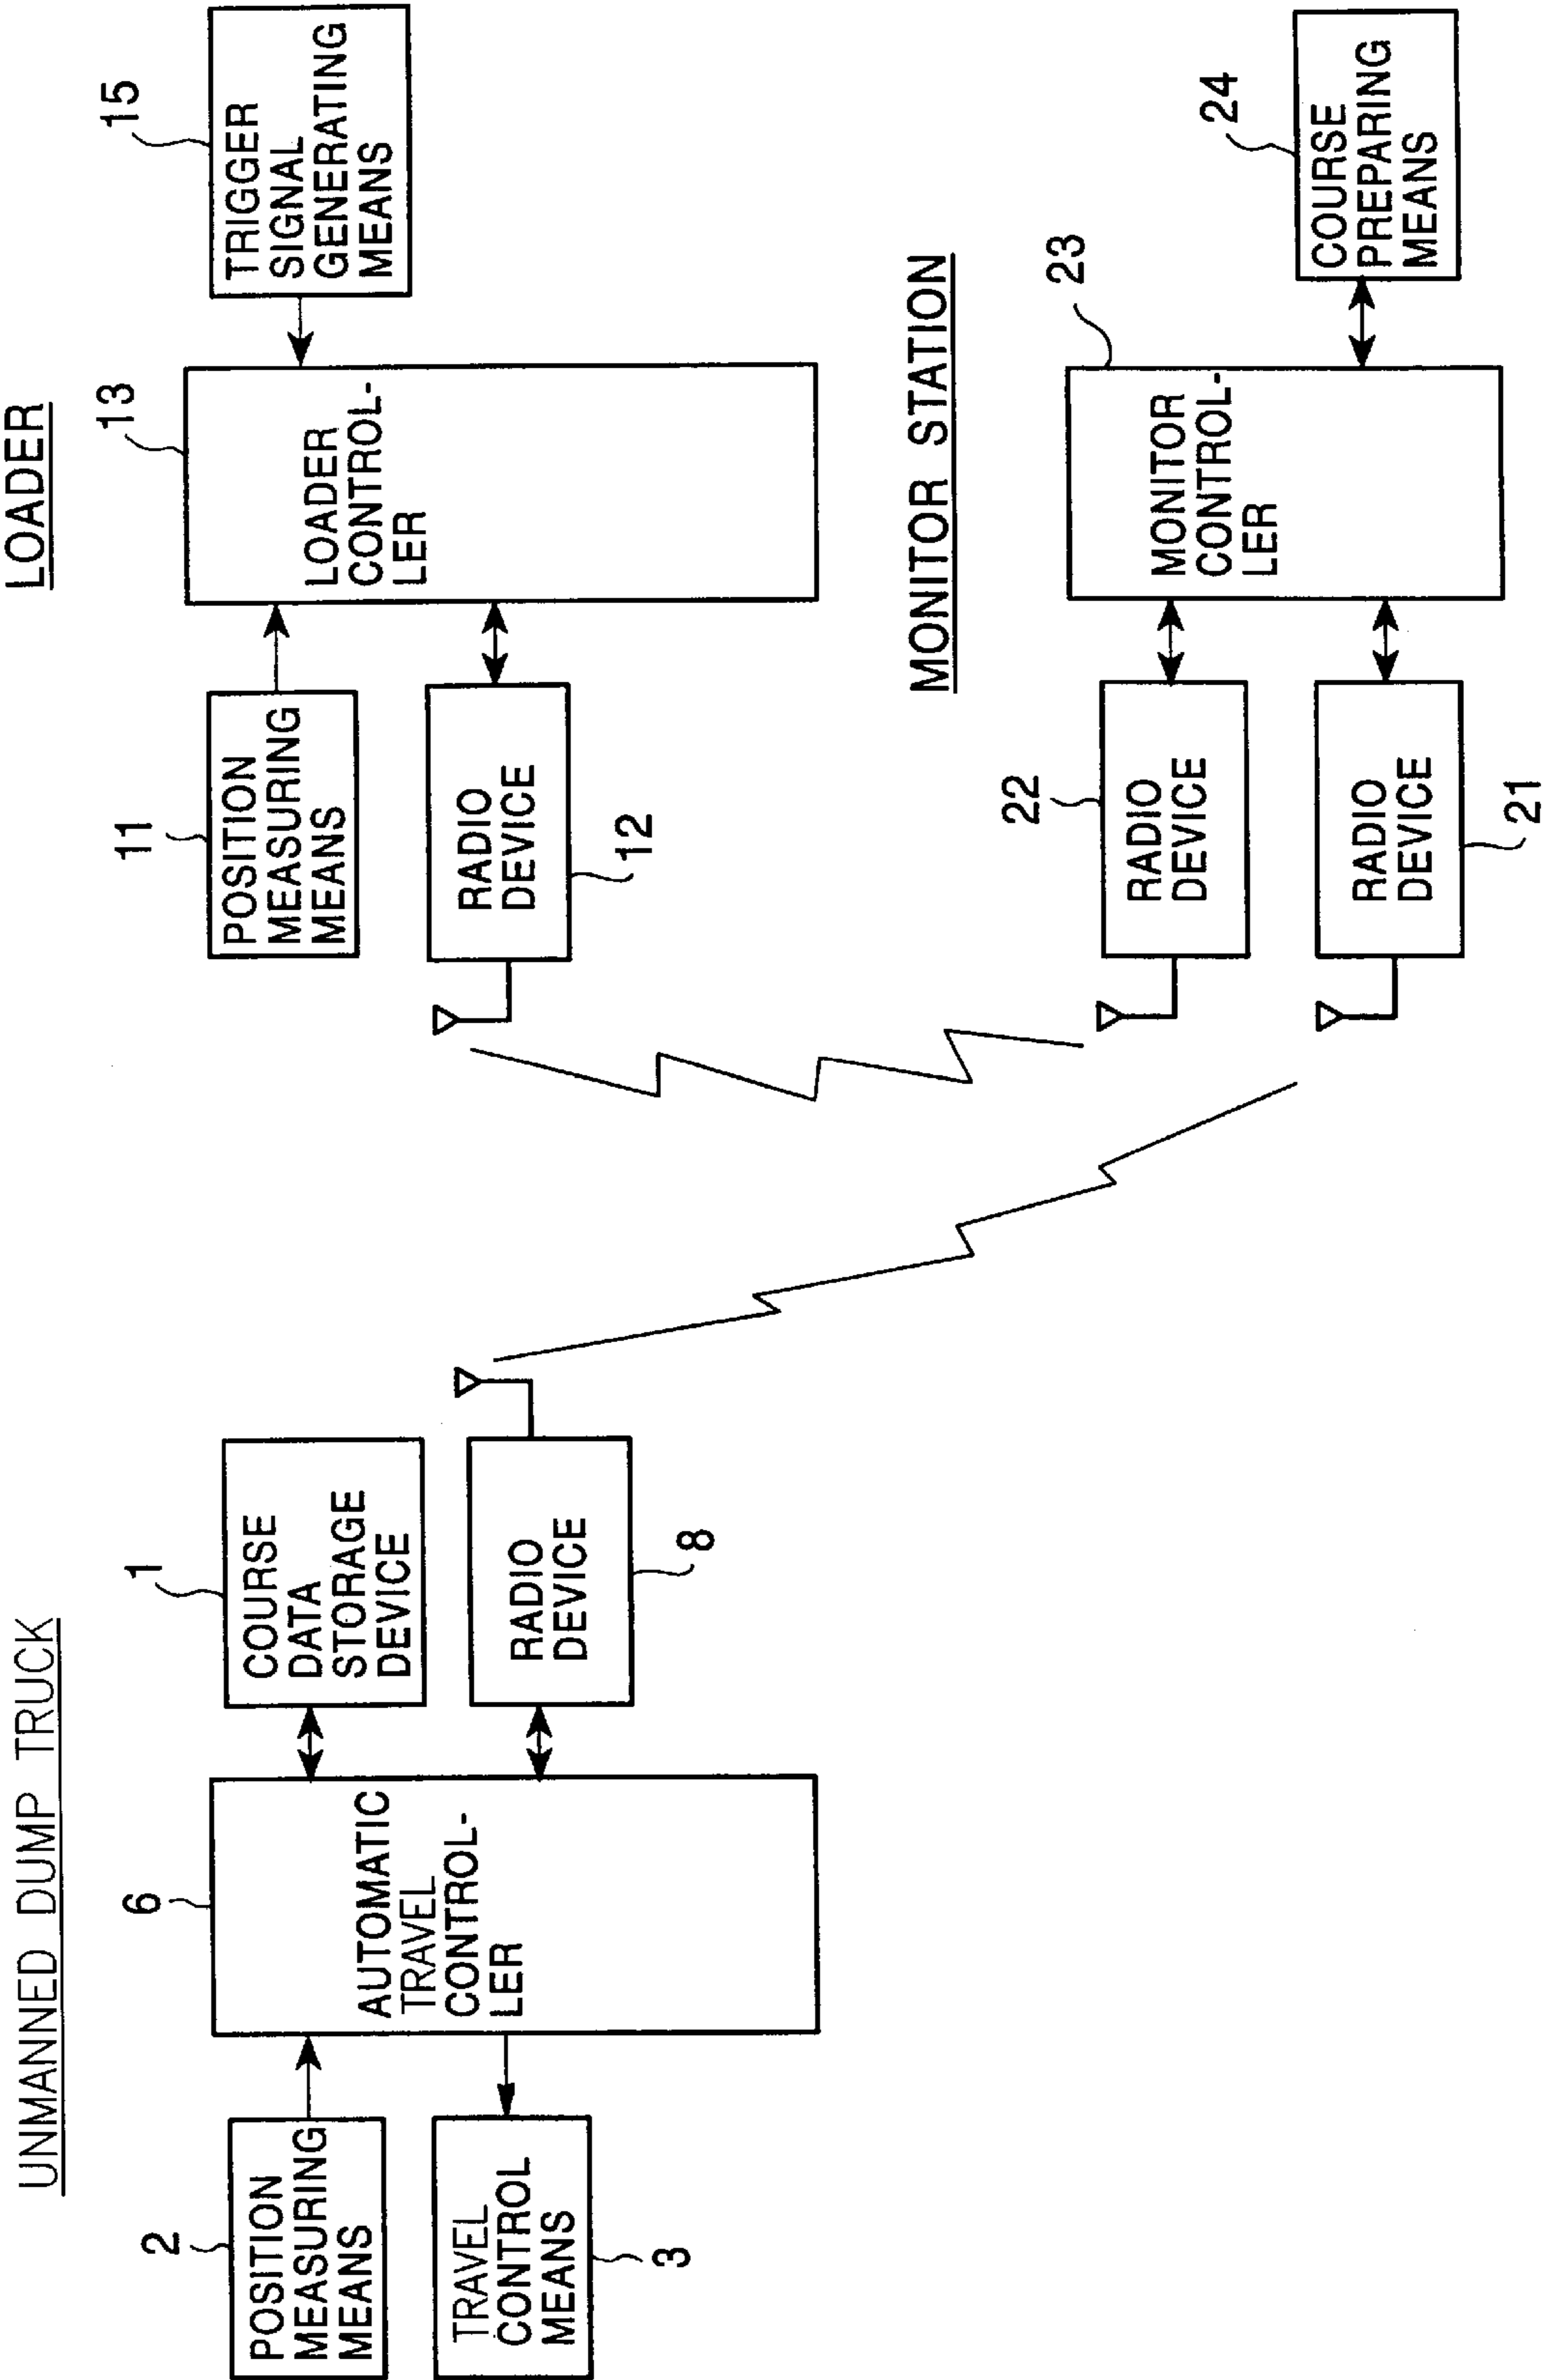 UNMANNED DUMP TRUCK
2
POSITION
MEASURING
MEANS
TRAVEL
CONTROL
MEANS
3
6
AUTOMATIC
TRAVEL
CONTROL-
LER
1
COURSE
DATA
STORAGE
DEVICE
RADIO
DEVICE
8
LOADER
11
POSITION
MEASURING
MEANS
RADIO
DEVICE
12
13
LOADER
CONTROL-
LER
15
TRIGGER
SIGNAL
GENERATING
MEANS
MONITOR STATION
22
RADIO
DEVICE
RADIO
DEVICE
21
23
MONITOR
CONTROL-
LER
24
COURSE
PREPARING
MEANS